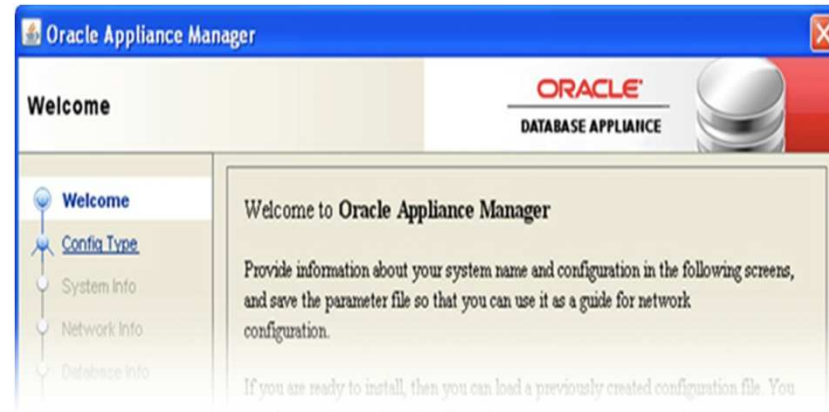 Oracle Appliance Manager
Welcome
ORACLE
DATABASE APPLIANCE
Welcome
Config Type
System Info
Network Info
Database Info
Welcome to Oracle Appliance Manager
Provide information about your system name and configuration in the following screens,
and save the parameter file so that you can use it as a guide for network
configuration.
If you are ready to install, then you can load a previously created configuration file. You